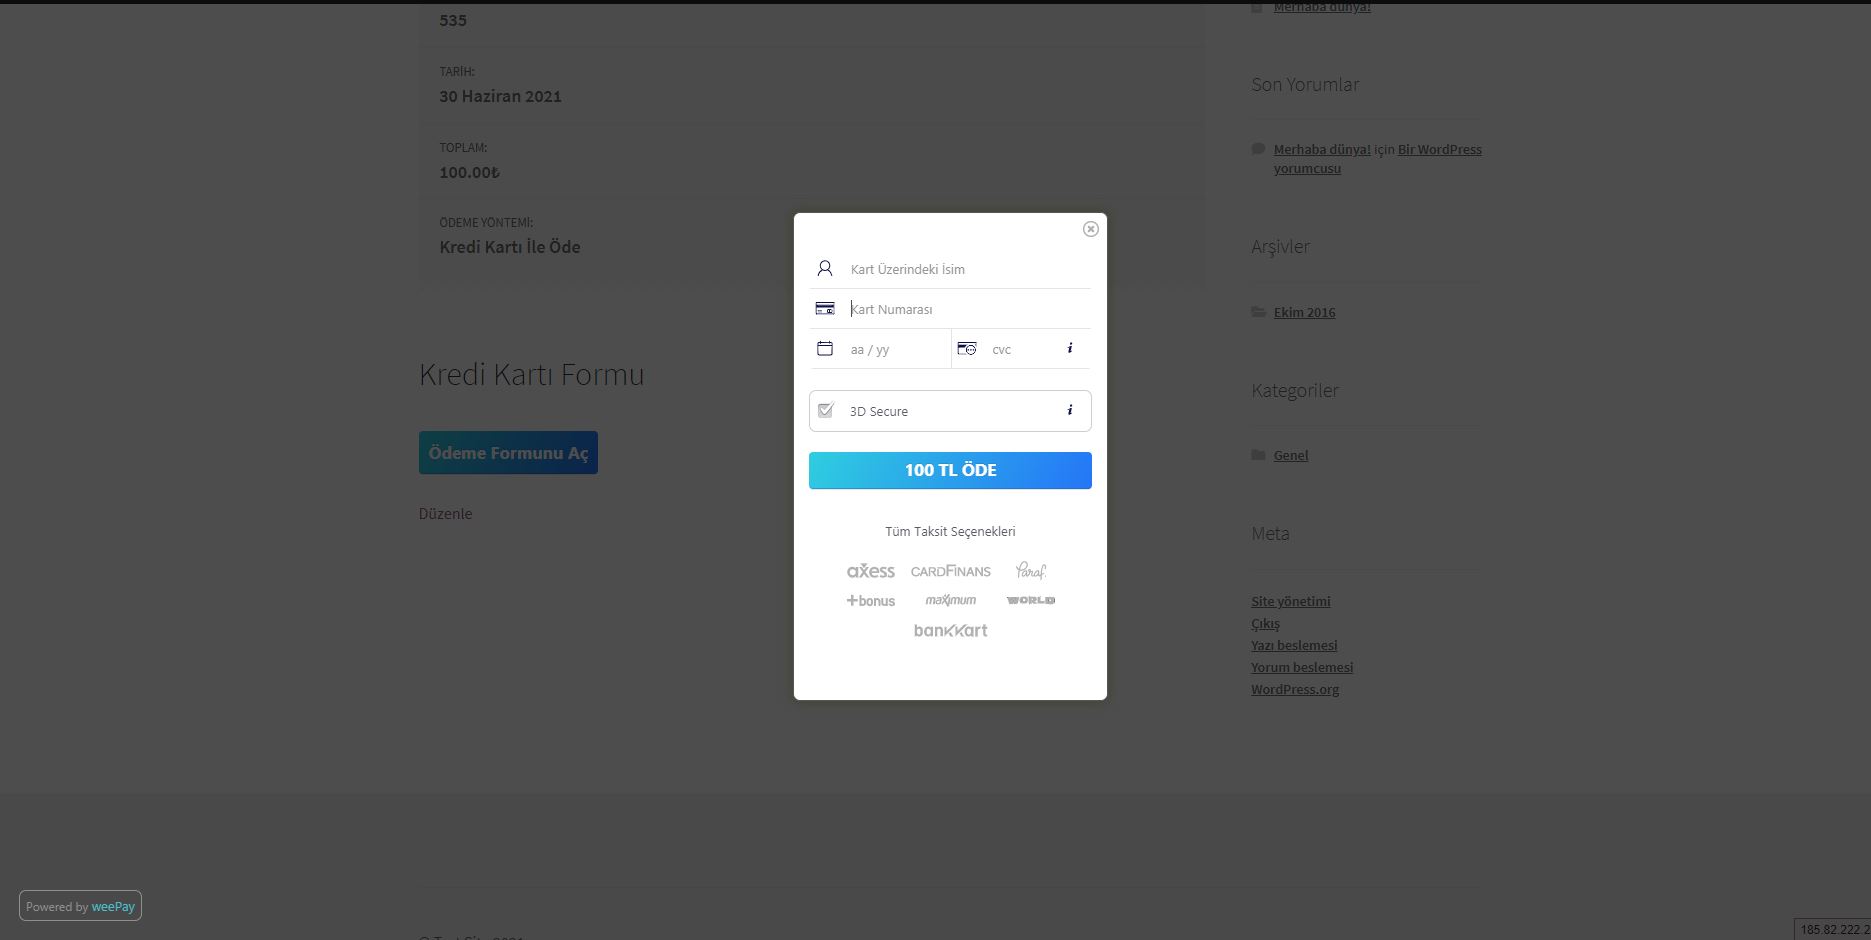 535
TARİH:
30 Haziran 2021
TOPLAM:
100.00₺
ÖDEME YÖNTEMİ:
Kredi Kartı İle Öde
Kredi Kartı Formu
Ödeme Formunu Aç
Düzenle
Kart Üzerindeki İsim
Kart Numarası
aa / yy
cvc
i
3D Secure
i
100 TL ÖDE
Tüm Taksit Seçenekleri
axess CARDFINANS Paraf
+bonus maximum WORLD
bankkart
Merhaba dünya!
Son Yorumlar
Merhaba dünya! için Bir WordPress
yorumcusu
Arşivler
Ekim 2016
Kategoriler
Genel
Meta
Site yönetimi
Çıkış
Yazı beslemesi
Yorum beslemesi
WordPress.org
Powered by weePay
© Test Site 2021
185.82.222.2